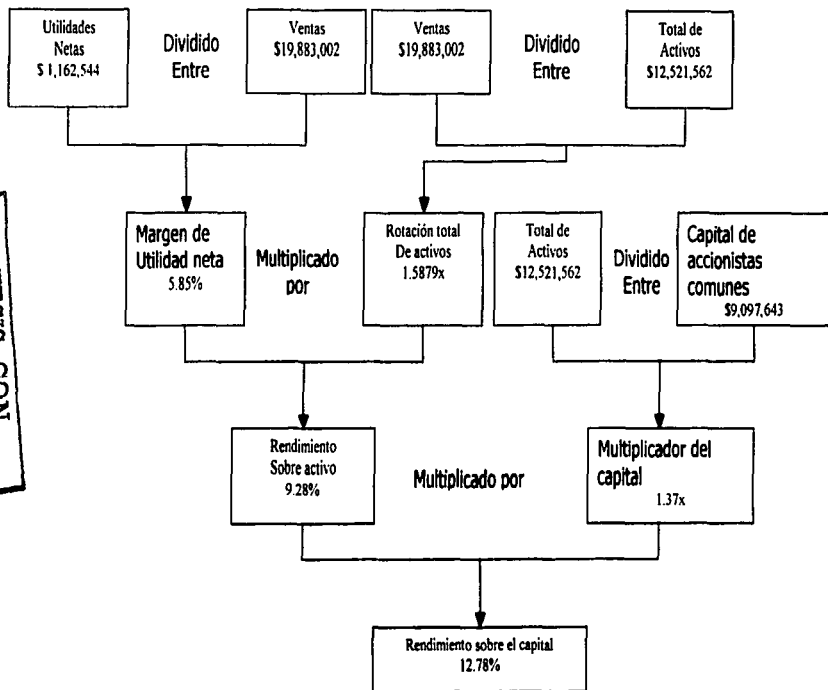 Utilidades
Netas
$ 1,162,544
Dividido
Entre
Ventas
$19,883,002
Ventas
$19,883,002
Dividido
Entre
Total de
Activos
$12,521,562
Margen de
Utilidad neta
5.85%
Multiplicado
por
Rotación total
De activos
1.5879x
Total de
Activos
$12,521,562
Dividido
Entre
Capital de
accionistas
comunes
$9,097,643
NOS
Rendimiento
Sobre activo
9.28%
Multiplicado por
Multiplicador del
capital
1.37x
Rendimiento sobre el capital
12.78%